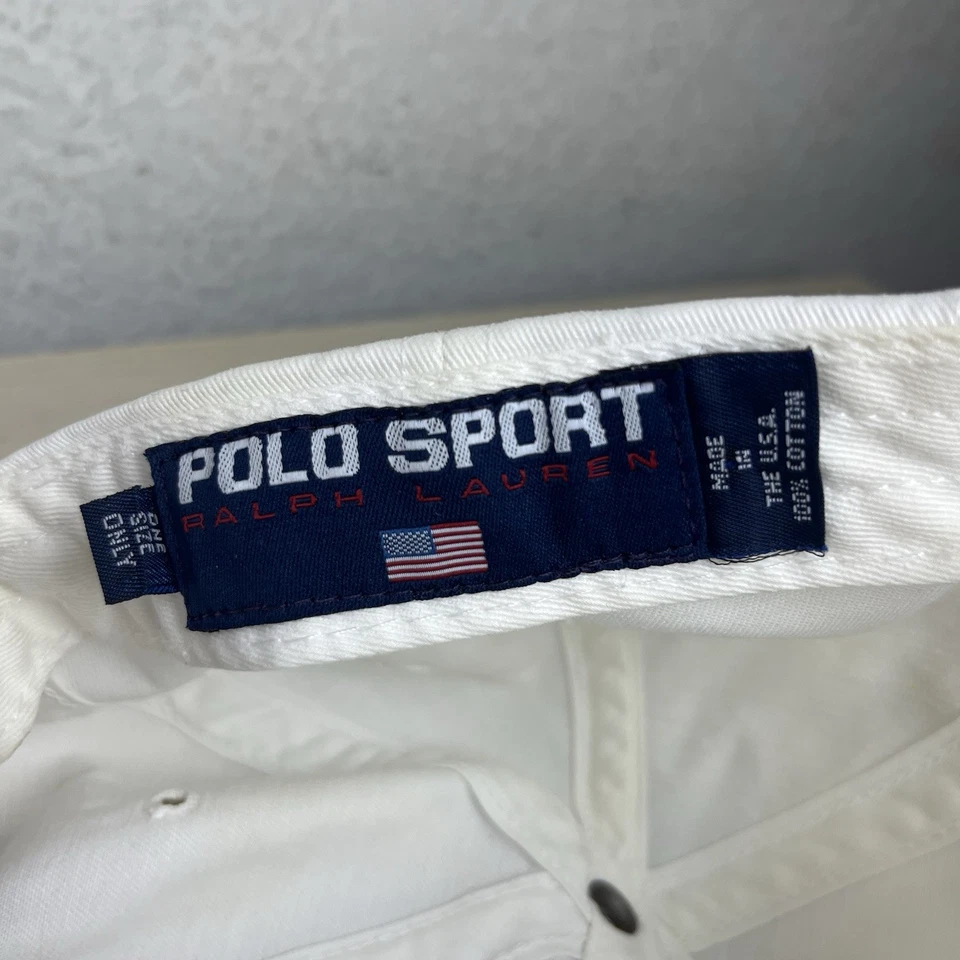 POLO SPORT
RALPH LAUREN
ONE
SIZE
ONLY
MADE
IN
THE U.S.A.
100% COTTON